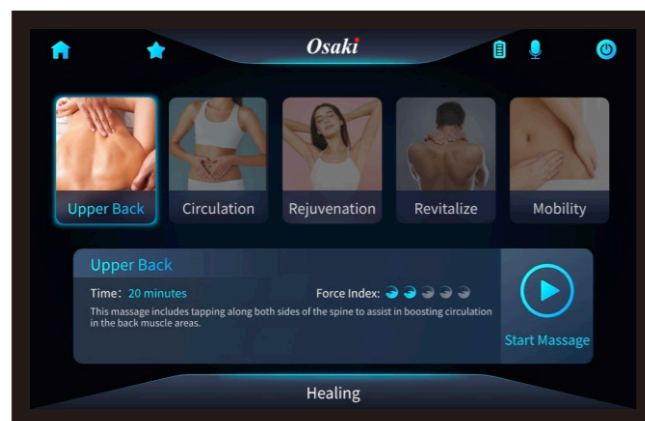 Osaki
Upper Back
Circulation
Rejuvenation
Revitalize
Mobility
Upper Back
Time: 20 minutes
Force Index:
This massage includes tapping along both sides of the spine to assist in boosting circulation
in the back muscle areas.
Start Massage
Healing